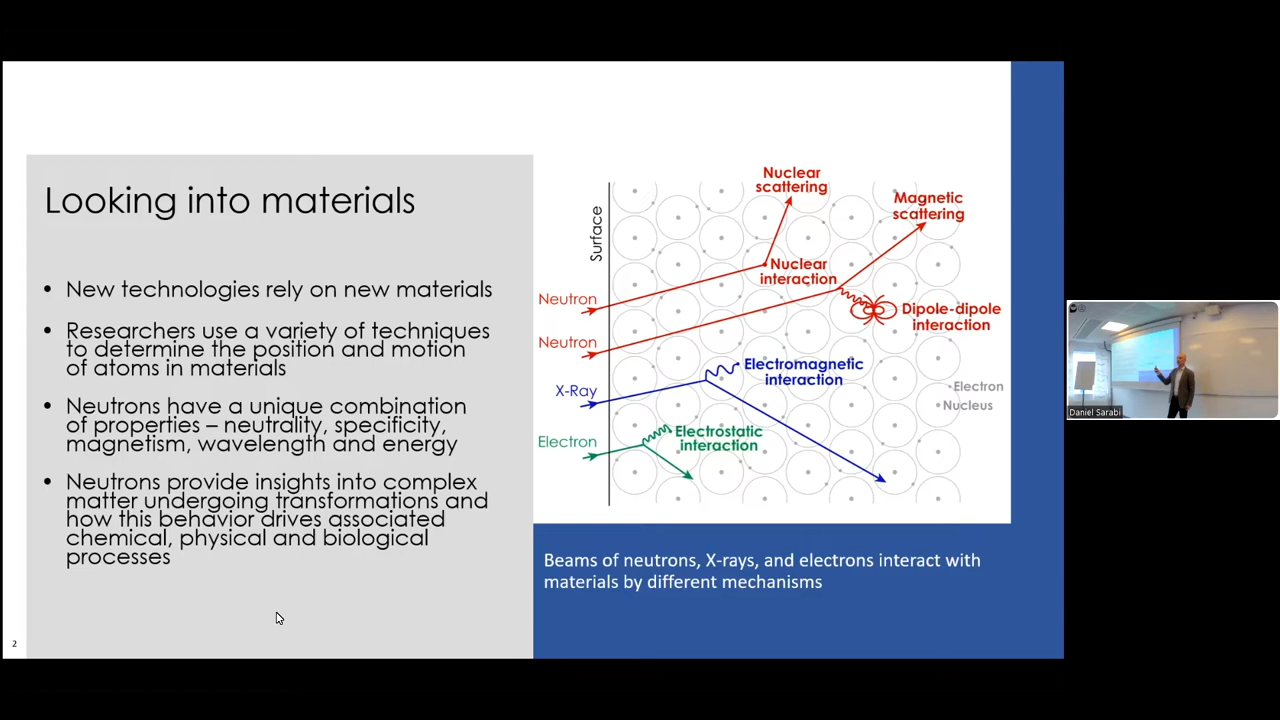 Looking into materials
• New technologies rely on new materials
• Researchers use a variety of techniques
to determine the position and motion
of atoms in materials
• Neutrons have a unique combination
of properties – neutrality, specificity,
magnetism, wavelength and energy
• Neutrons provide insights into complex
matter undergoing transformations and
how this behavior drives associated
chemical, physical and biological
processes
2
Surface
Nuclear
scattering
Magnetic
scattering
Nuclear
interaction
Neutron
Dipole-dipole
interaction
Neutron
Electromagnetic
interaction
X-Ray
Electron
Nucleus
Electrostatic
interaction
Electron
Beams of neutrons, X-rays, and electrons interact with
materials by different mechanisms
Daniel Sarabi